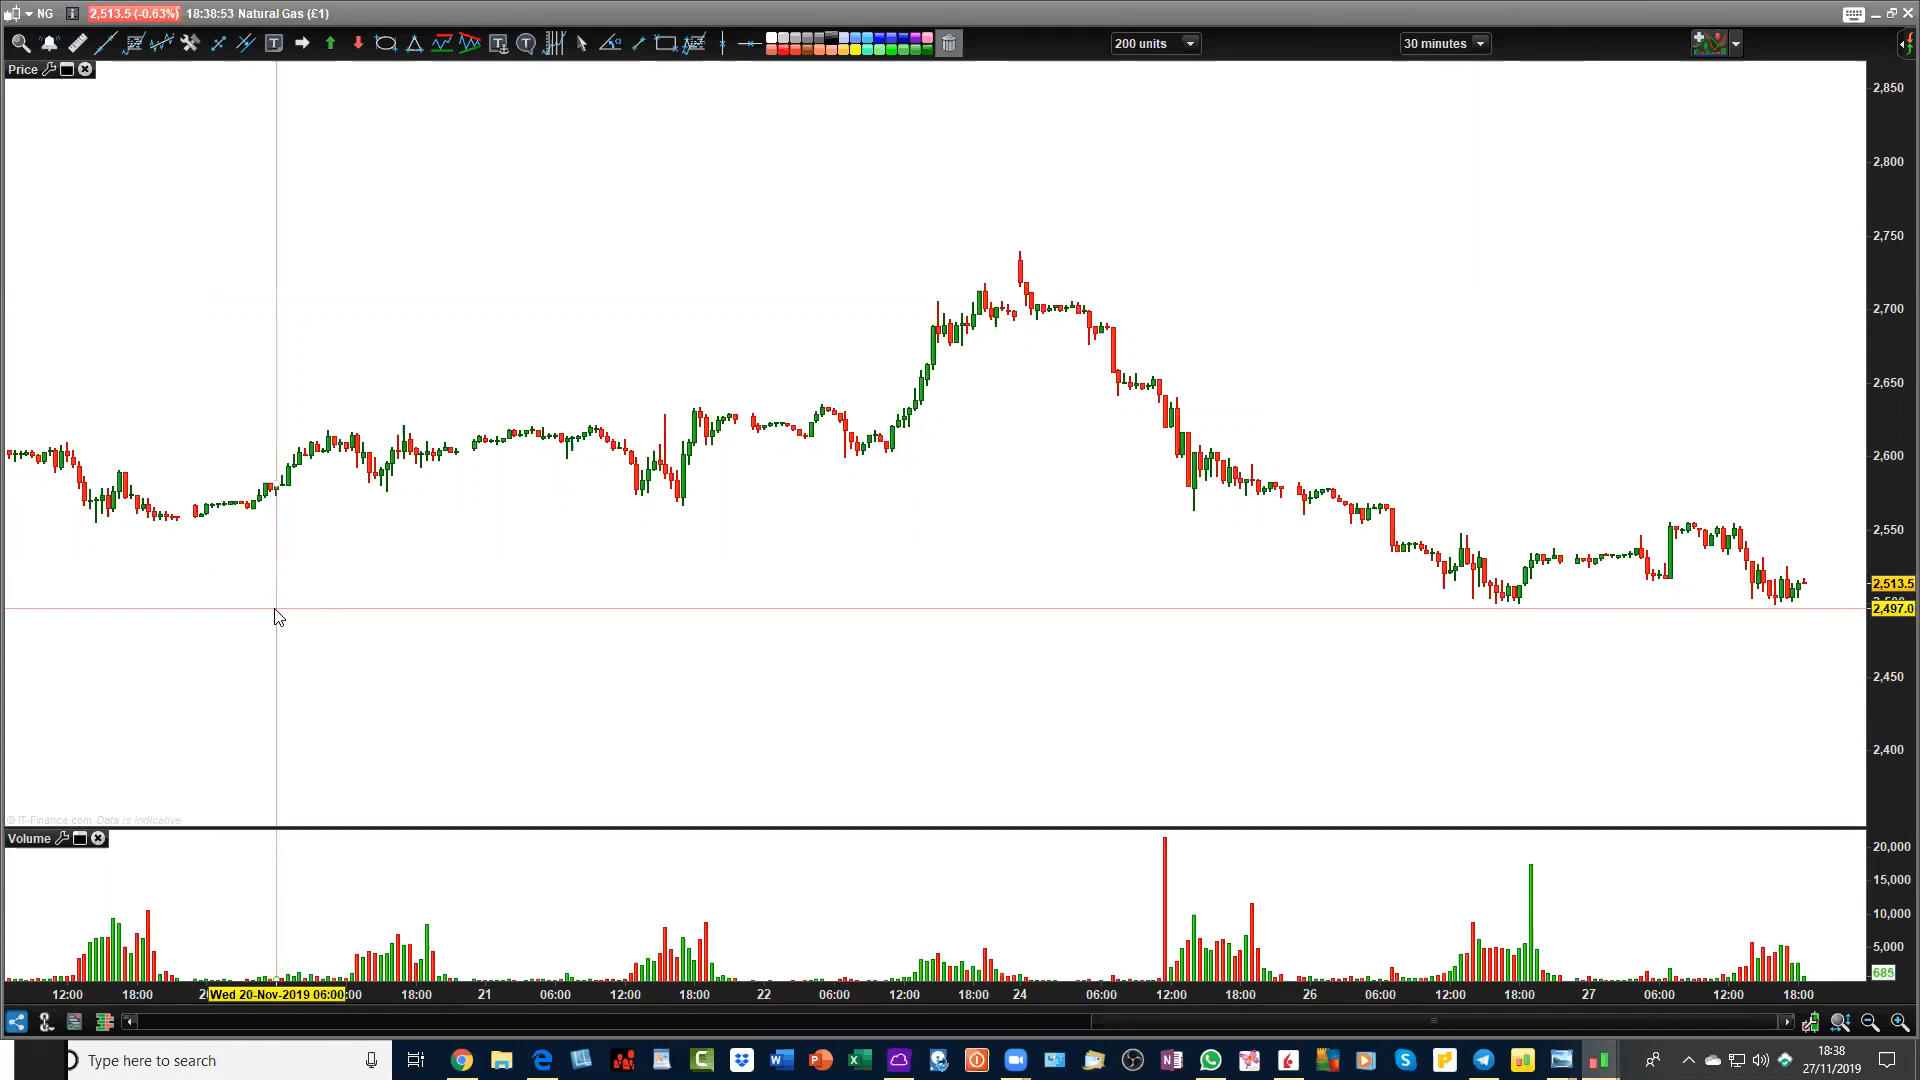 NG 2,513.5 (-0.63%) 18:38:53 Natural Gas (£1)
200 units 30 minutes
Price
2,850
2,800
2,750
2,700
2,650
2,600
2,550
2,513.5
2,497.0
2,450
2,400
© IT-Finance.com Data is indicative
Volume
20,000
15,000
10,000
5,000
685
12:00 18:00 Wed 20-Nov-2019 06:00 18:00 21 06:00 12:00 18:00 22 06:00 12:00 18:00 24 06:00 12:00 18:00 26 06:00 12:00 18:00 27 06:00 12:00 18:00
Type here to search
18:38
27/11/2019